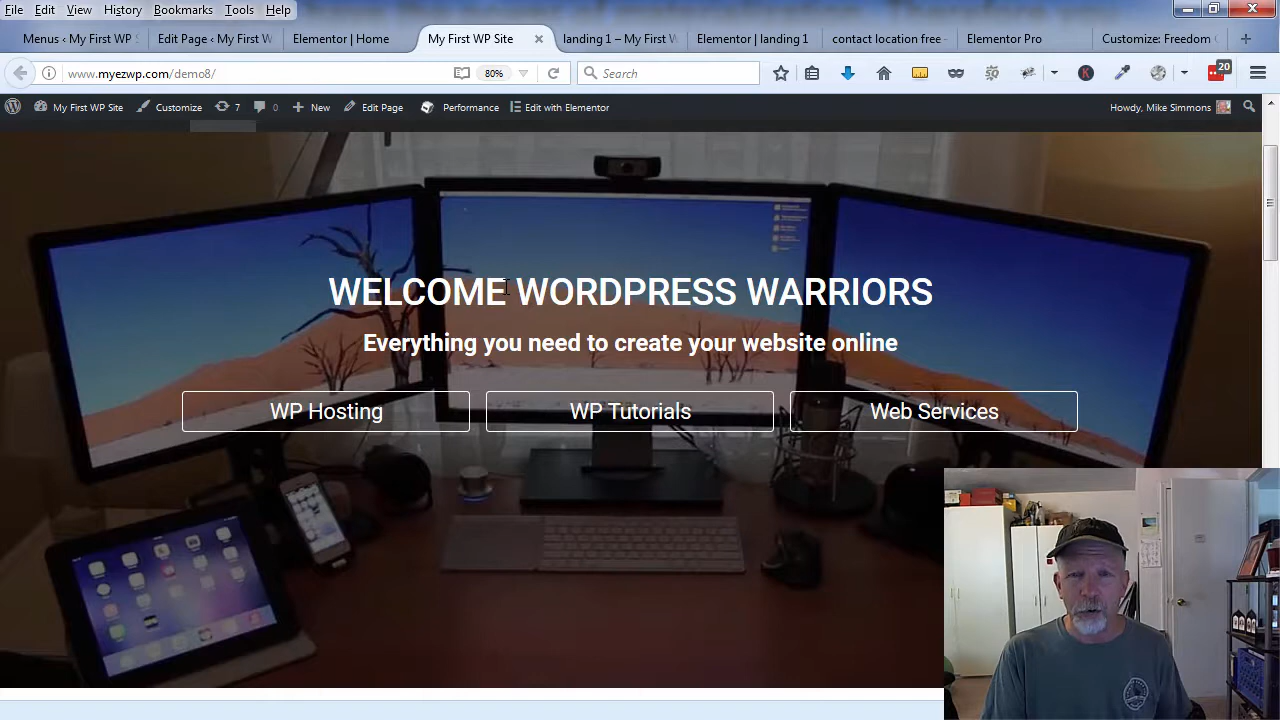 File Edit View History Bookmarks Tools Help
Menus ‹ My First WP S
Edit Page ‹ My First W
Elementor | Home
My First WP Site
landing 1 – My First W
Elementor | landing 1
contact location free -
Elementor Pro
Customize: Freedom
www.myezwp.com/demo8/
80%
Search
20
My First WP Site
Customize
7
0
New
Edit Page
Performance
Edit with Elementor
Howdy, Mike Simmons
WELCOME WORDPRESS WARRIORS
Everything you need to create your website online
WP Hosting
WP Tutorials
Web Services